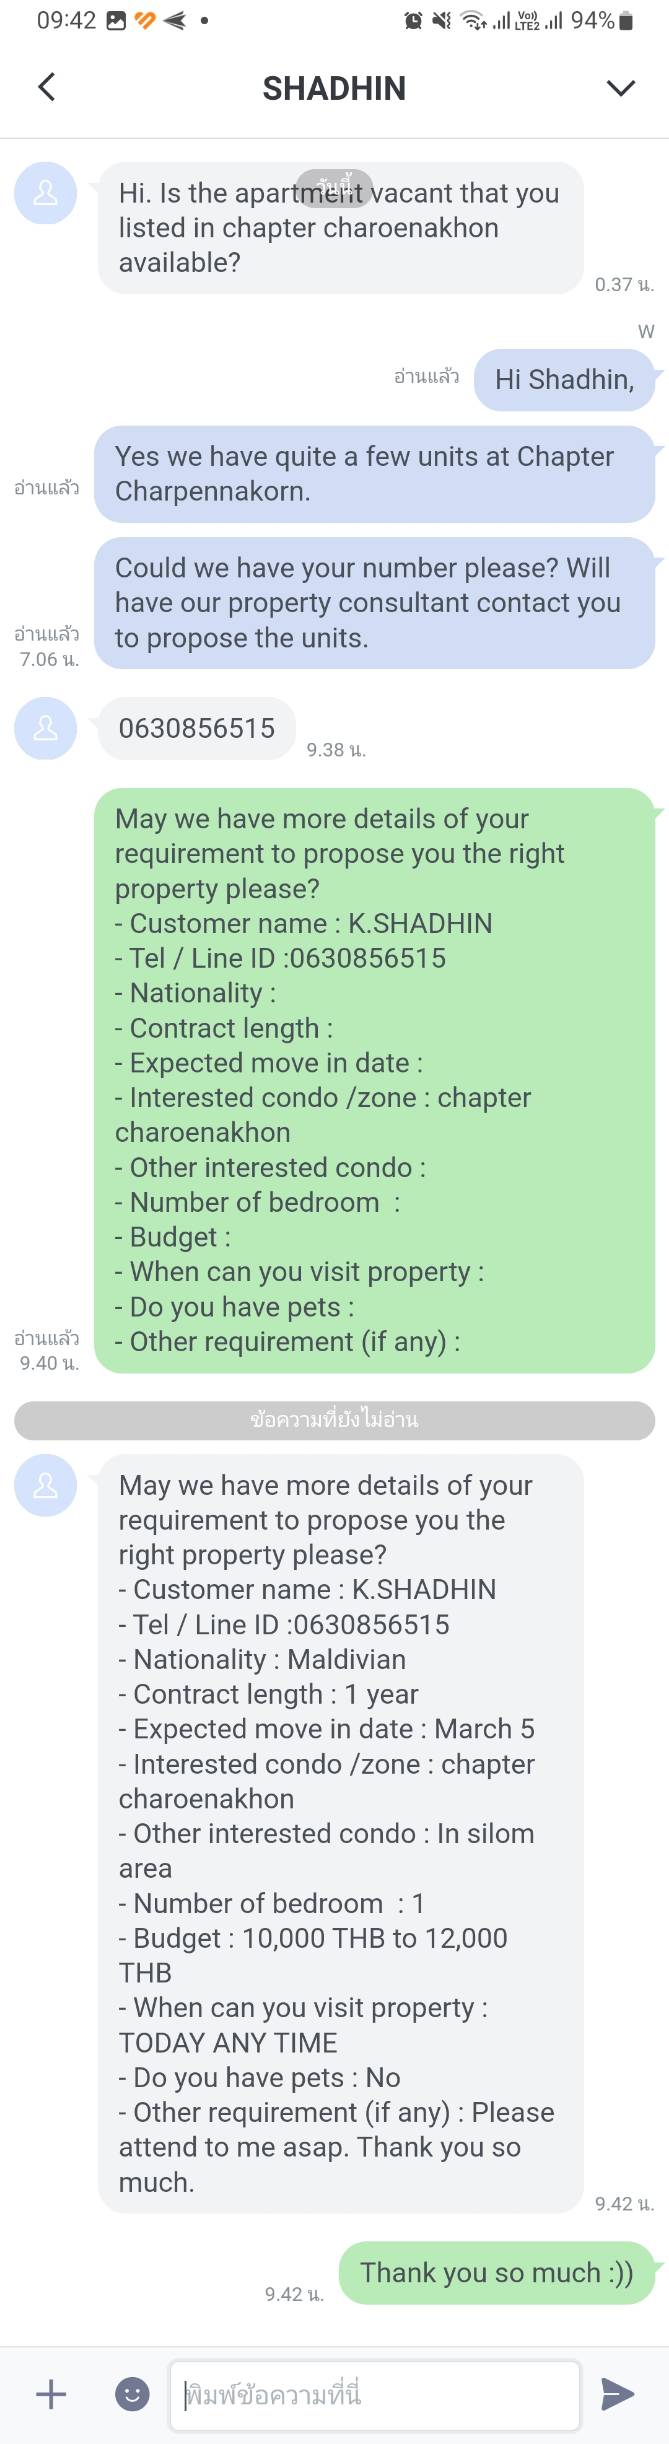 09:42
Vo))
LTE2
94%
SHADHIN
วันนี้
Hi. Is the apartment vacant that you
listed in chapter charoenakhon
available?
0.37 น.
W
อ่านแล้ว
Hi Shadhin,
Yes we have quite a few units at Chapter
Charpennakorn.
อ่านแล้ว
Could we have your number please? Will
have our property consultant contact you
to propose the units.
อ่านแล้ว
7.06 น.
0630856515
9.38 น.
May we have more details of your
requirement to propose you the right
property please?
- Customer name : K.SHADHIN
- Tel / Line ID :0630856515
- Nationality :
- Contract length :
- Expected move in date :
- Interested condo /zone : chapter
charoenakhon
- Other interested condo :
- Number of bedroom  :
- Budget :
- When can you visit property :
- Do you have pets :
- Other requirement (if any) :
อ่านแล้ว
9.40 น.
ข้อความที่ยังไม่อ่าน
May we have more details of your
requirement to propose you the
right property please?
- Customer name : K.SHADHIN
- Tel / Line ID :0630856515
- Nationality : Maldivian
- Contract length : 1 year
- Expected move in date : March 5
- Interested condo /zone : chapter
charoenakhon
- Other interested condo : In silom
area
- Number of bedroom  : 1
- Budget : 10,000 THB to 12,000
THB
- When can you visit property :
TODAY ANY TIME
- Do you have pets : No
- Other requirement (if any) : Please
attend to me asap. Thank you so
much.
9.42 น.
Thank you so much :))
9.42 น.
พิมพ์ข้อความที่นี่